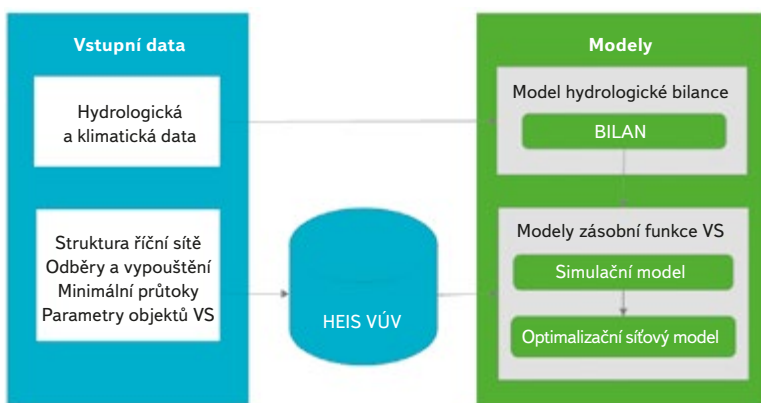 Vstupní data
Hydrologická
a klimatická data
Struktura říční sítě
Odběry a vypouštění
Minimální průtoky
Parametry objektů VS
HEIS VÚV
Modely
Model hydrologické bilance
BILAN
Modely zásobní funkce VS
Simulační model
Optimalizační síťový model